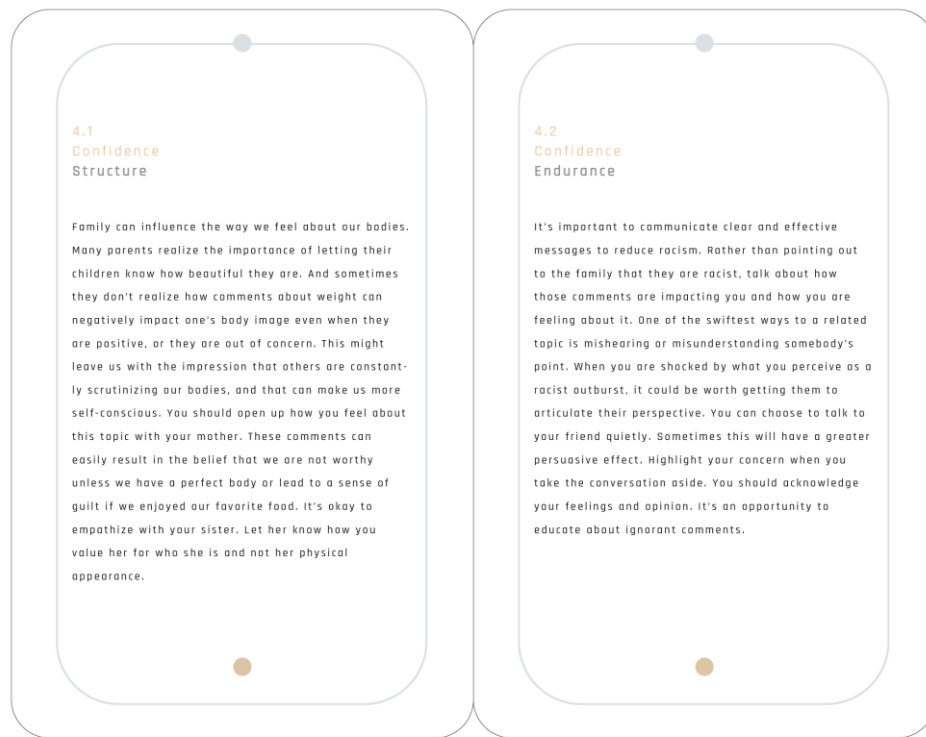 4.1
Confidence
Structure
Family can influence the way we feel about our bodies.
Many parents realize the importance of letting their
children know how beautiful they are. And sometimes
they don't realize how comments about weight can
negatively impact one's body image even when they
are positive, or they are out of concern. This might
leave us with the impression that others are constant-
ly scrutinizing our bodies, and that can make us more
self-conscious. You should open up how you feel about
this topic with your mother. These comments can
easily result in the belief that we are not worthy
unless we have a perfect body or lead to a sense of
guilt if we enjoyed our favorite food. It's okay to
empathize with your sister. Let her know how you
value her for who she is and not her physical
appearance.
4.2
Confidence
Endurance
It's important to communicate clear and effective
messages to reduce racism. Rather than pointing out
to the family that they are racist, talk about how
those comments are impacting you and how you are
feeling about it. One of the swiftest ways to a related
topic is mishearing or misunderstanding somebody's
point. When you are shocked by what you perceive as a
racist outburst, it could be worth getting them to
articulate their perspective. You can choose to talk to
your friend quietly. Sometimes this will have a greater
persuasive effect. Highlight your concern when you
take the conversation aside. You should acknowledge
your feelings and opinion. It's an opportunity to
educate about ignorant comments.